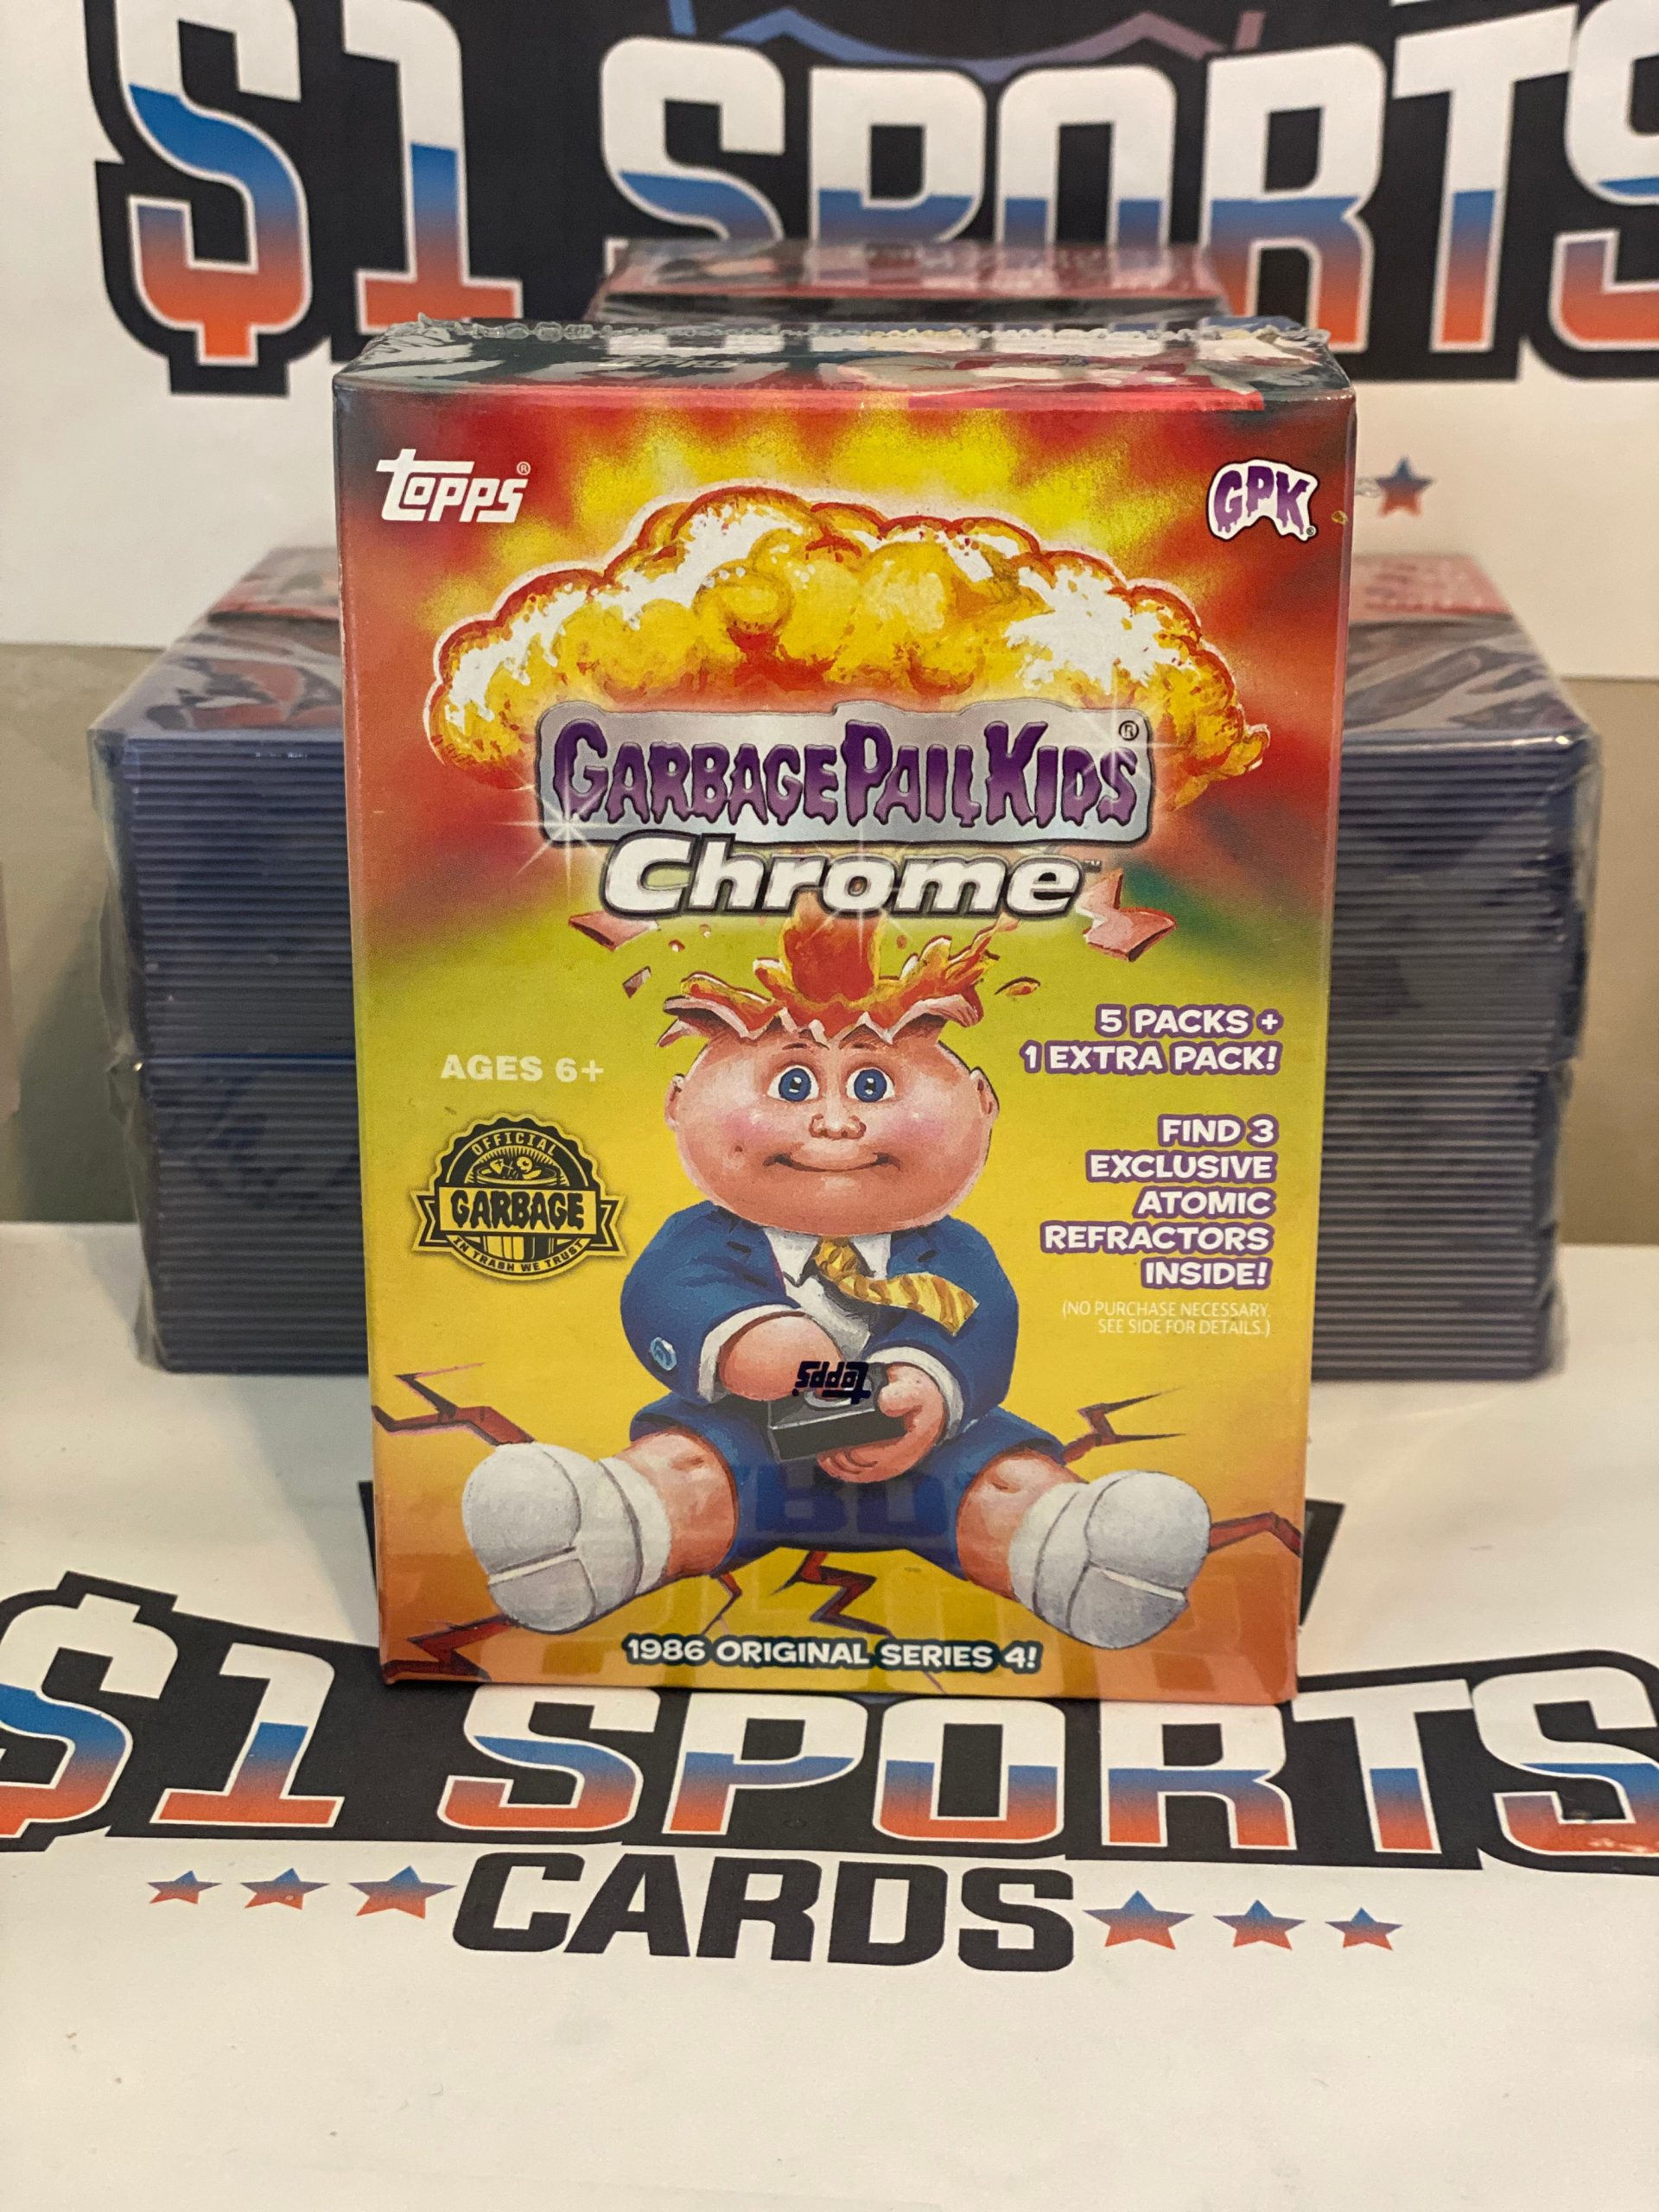 $1 SPORTS
topps®
GPK®
GARBAGE PAIL KIDS®
Chrome™
5 PACKS +
1 EXTRA PACK!
AGES 6+
FIND 3
EXCLUSIVE
ATOMIC
REFRACTORS
INSIDE!
(NO PURCHASE NECESSARY.
SEE SIDE FOR DETAILS.)
OFFICIAL
GARBAGE
IN TRASH WE TRUST
topps
1986 ORIGINAL SERIES 4!
$1 SPORTS
CARDS